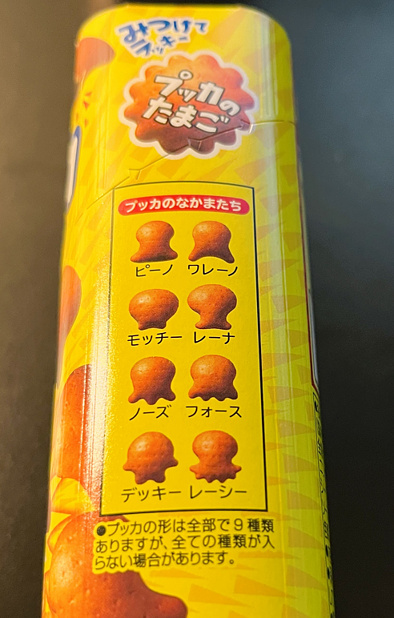 みつけて
ラッキー
プッカの
たまご
プッカのなかまたち
ピーノ ワレーノ
モッチー レーナ
ノーズ フォース
デッキー レーシー
●プッカの形は全部で9種類
ありますが、全ての種類が入
らない場合があります。